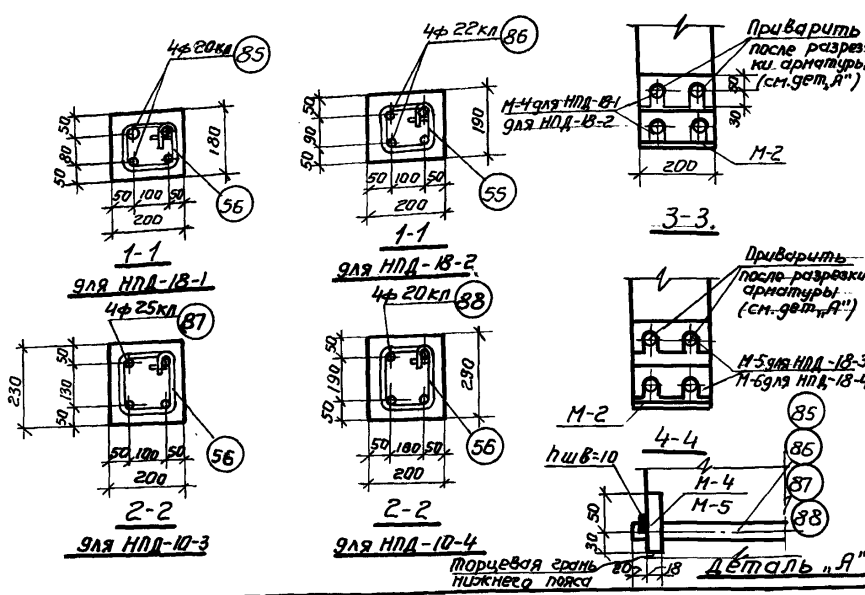 4ф20кл 85
50
80
50
180
50 100 50
56
200
1-1
для НПД-18-1
4ф22кл 86
50
90
50
190
50 100 50
55
200
1-1
для НПД-18-2
Приварить
после разрез-
ки арматуры
(см. дет. „А")
М-4 для НПД-18-1
для НПД-18-2
80
30
М-2
200
3-3.
4ф25кл 87
230
50
130
50
50 100 50
56
200
2-2
для НПД-10-3
4ф20кл 88
50
190
50
290
50 100 50
56
200
2-2
для НПД-10-4
Приварить
после разрезки
арматуры
(см. дет. „А")
М-5 для НПД-18-3
М-6 для НПД-18-4
М-2
4-4
85
86
87
88
hшв=10
М-4
М-5
50
30
Торцевая грань
нижнего пояса
18
Деталь „А"